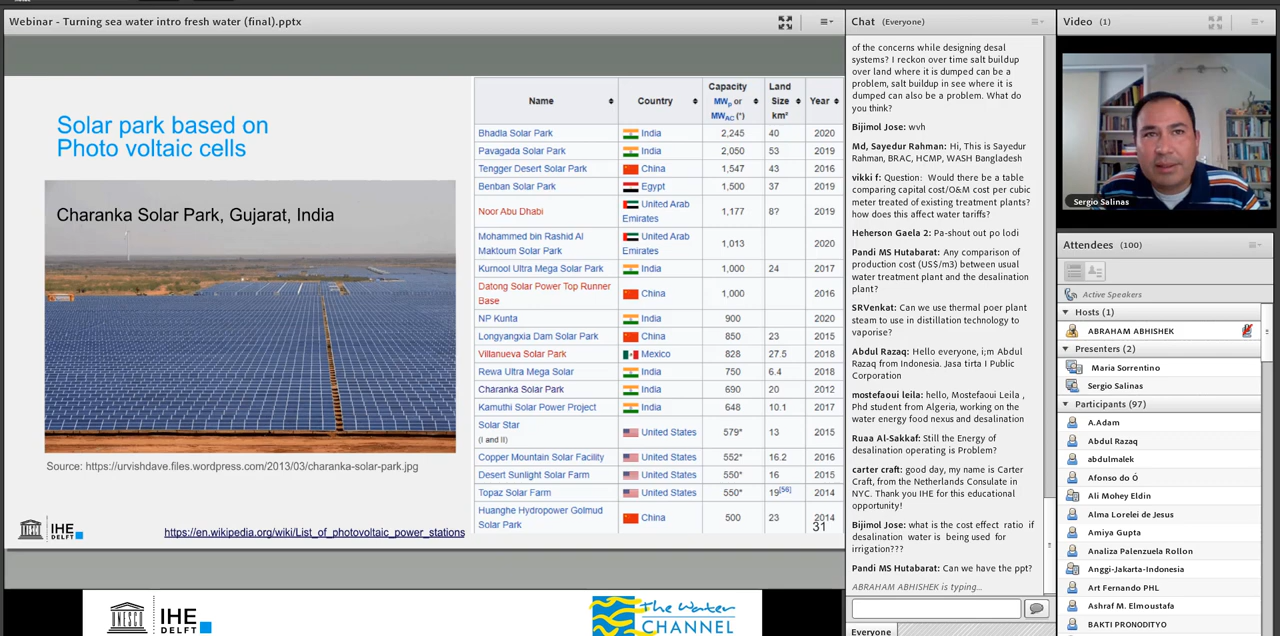 Webinar - Turning sea water intro fresh water (final).pptx
Solar park based on
Photo voltaic cells
Charanka Solar Park, Gujarat, India
Source: https://urvishdave.files.wordpress.com/2013/03/charanka-solar-park.jpg
UNESCO IHE
DELFT
https://en.wikipedia.org/wiki/List_of_photovoltaic_power_stations
Name Country Capacity MWp or MWAC (*) Land Size km² Year
Bhadla Solar Park India 2,245 40 2020
Pavagada Solar Park India 2,050 53 2019
Tengger Desert Solar Park China 1,547 43 2016
Benban Solar Park Egypt 1,500 37 2019
Noor Abu Dhabi United Arab Emirates 1,177 8? 2019
Mohammed bin Rashid Al Maktoum Solar Park United Arab Emirates 1,013 2020
Kurnool Ultra Mega Solar Park India 1,000 24 2017
Datong Solar Power Top Runner Base China 1,000 2016
NP Kunta India 900 2020
Longyangxia Dam Solar Park China 850 23 2015
Villanueva Solar Park Mexico 828 27.5 2018
Rewa Ultra Mega Solar India 750 6.4 2018
Charanka Solar Park India 690 20 2012
Kamuthi Solar Power Project India 648 10.1 2017
Solar Star (I and II) United States 579* 13 2015
Copper Mountain Solar Facility United States 552* 16.2 2016
Desert Sunlight Solar Farm United States 550* 16 2015
Topaz Solar Farm United States 550* 19[56] 2014
Huanghe Hydropower Golmud Solar Park China 500 23 2014
31
UNESCO IHE
DELFT
The Water
CHANNEL
Chat (Everyone)
of the concerns while designing desal
systems? I reckon over time salt buildup
over land where it is dumped can be a
problem, salt buildup in see where it is
dumped can also be a problem. What do
you think?
Bijimol Jose: wvh
Md, Sayedur Rahman: Hi, This is Sayedur
Rahman, BRAC, HCMP, WASH Bangladesh
vikki f: Question: Would there be a table
comparing capital cost/O&M cost per cubic
meter treated of existing treatment plants?
how does this affect water tariffs?
Heherson Gaela 2: Pa-shout out po lodi
Pandi MS Hutabarat: Any comparison of
production cost (US$/m3) between usual
water treatment plant and the desalination
plant?
SRVenkat: Can we use thermal poer plant
steam to use in distillation technology to
vaporise?
Abdul Razaq: Hello everyone, i;m Abdul
Razaq from Indonesia. Jasa tirta I Public
Corporation
mostefaoui leila: hello, Mostefaoui Leila ,
Phd student from Algeria, working on the
water energy food nexus and desalination
Ruaa Al-Sakkaf: Still the Energy of
desalination operating is Problem?
carter craft: good day, my name is Carter
Craft, from the Netherlands Consulate in
NYC. Thank you IHE for this educational
opportunity!
Bijimol Jose: what is the cost effect ratio if
desalination water is being used for
irrigation???
Pandi MS Hutabarat: Can we have the ppt?
ABRAHAM ABHISHEK is typing...
Everyone
Video (1)
Sergio Salinas
Attendees (100)
Active Speakers
Hosts (1)
ABRAHAM ABHISHEK
Presenters (2)
Maria Sorrentino
Sergio Salinas
Participants (97)
A.Adam
Abdul Razaq
abdulmalek
Afonso do Ó
Ali Mohey Eldin
Alma Lorelei de Jesus
Amiya Gupta
Analiza Palenzuela Rollon
Anggi-Jakarta-Indonesia
Art Fernando PHL
Ashraf M. Elmoustafa
BAKTI PRONODITYO